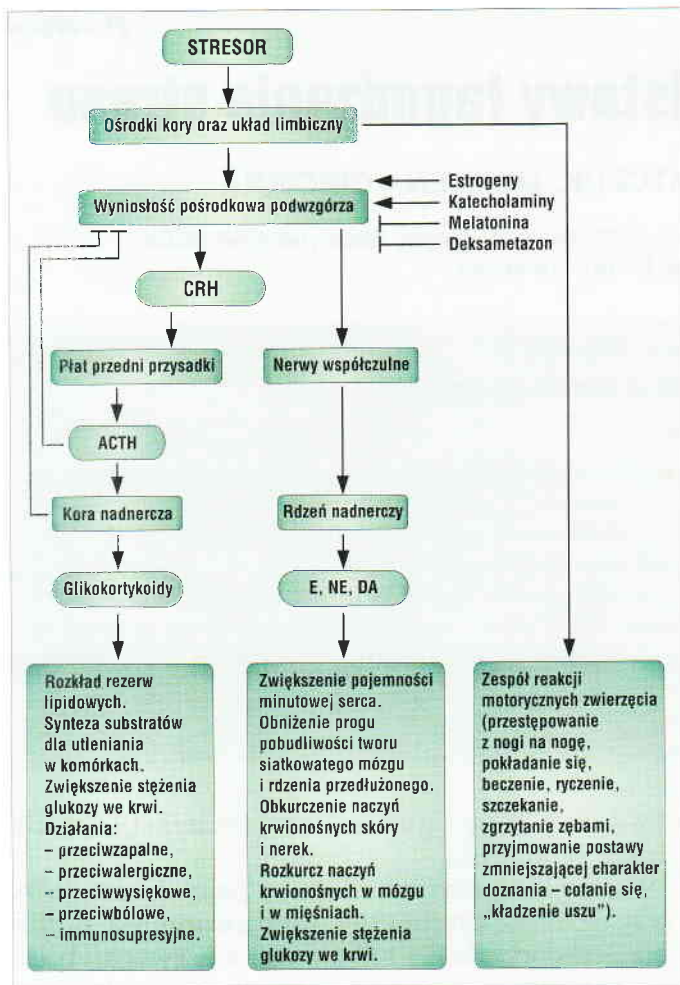 STRESOR
Ośrodki kory oraz układ limbiczny
Wyniosłość pośrodkowa podwzgórza
Estrogeny
Katecholaminy
Melatonina
Deksametazon
CRH
Płat przedni przysadki
Nerwy współczulne
ACTH
Kora nadnercza
Rdzeń nadnerczy
Glikokortykoidy
E, NE, DA
Rozkład rezerw
lipidowych.
Synteza substratów
dla utleniania
w komórkach.
Zwiększenie stężenia
glukozy we krwi.
Działania:
– przeciwzapalne,
– przeciwalergiczne,
– przeciwwysiękowe,
– przeciwbólowe,
– immunosupresyjne.
Zwiększenie pojemności
minutowej serca.
Obniżenie progu
pobudliwości tworu
siatkowatego mózgu
i rdzenia przedłużonego.
Obkurczenie naczyń
krwionośnych skóry
i nerek.
Rozkurcz naczyń
krwionośnych w mózgu
i w mięśniach.
Zwiększenie stężenia
glukozy we krwi.
Zespół reakcji
motorycznych zwierzęcia
(przestępowanie
z nogi na nogę,
pokładanie się,
beczenie, ryczenie,
szczekanie,
zgrzytanie zębami,
przyjmowanie postawy
zmniejszającej charakter
doznania – cofanie się,
„kładzenie uszu").